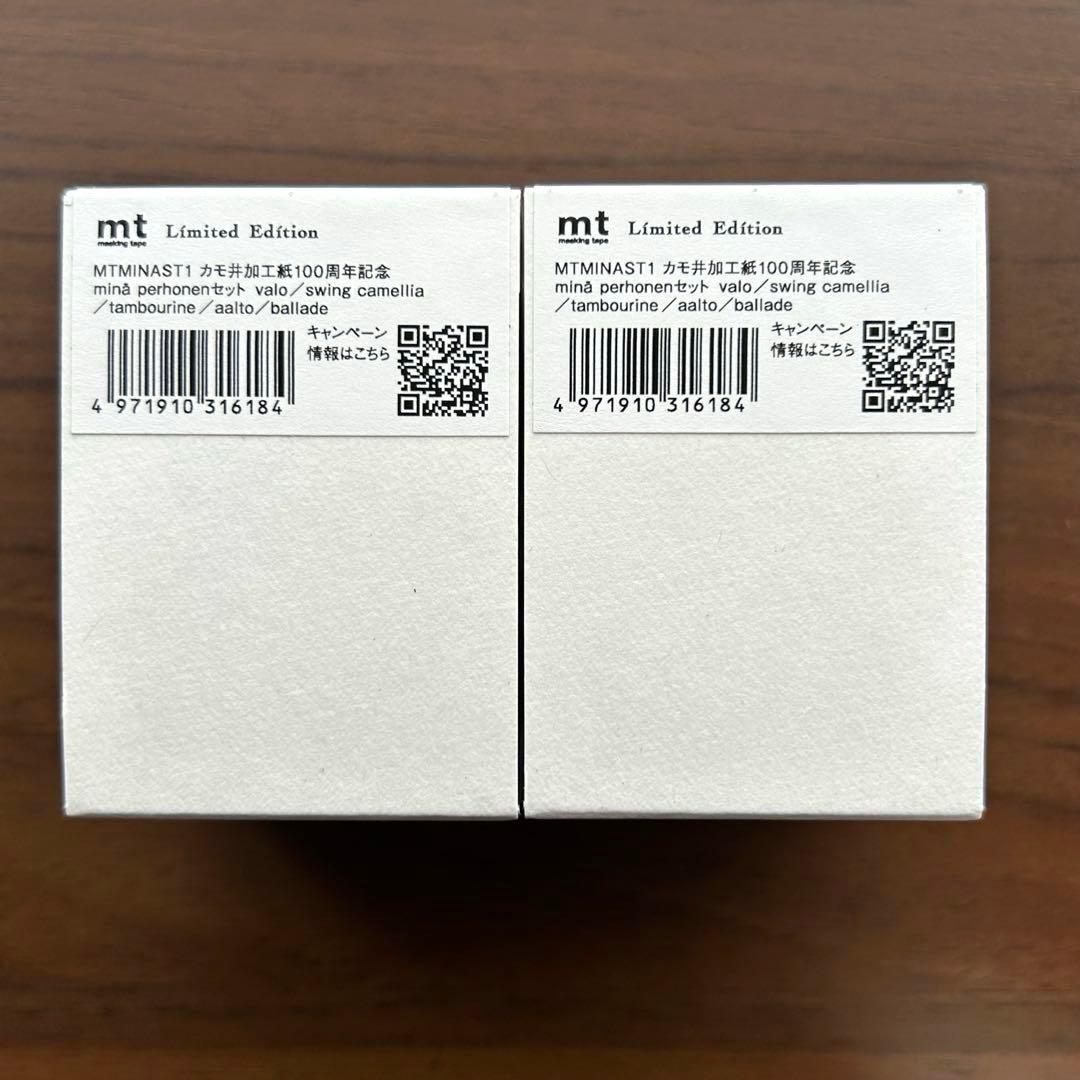 mt Límited Edítion
masking tape
MTMINAST1 カモ井加工紙100周年記念
minä perhonenセット valo／swing camellia
／tambourine／aalto／ballade
キャンペーン
情報はこちら
4 971910 316184
mt Límited Edítion
masking tape
MTMINAST1 カモ井加工紙100周年記念
minä perhonenセット valo／swing camellia
／tambourine／aalto／ballade
キャンペーン
情報はこちら
4 971910 316184